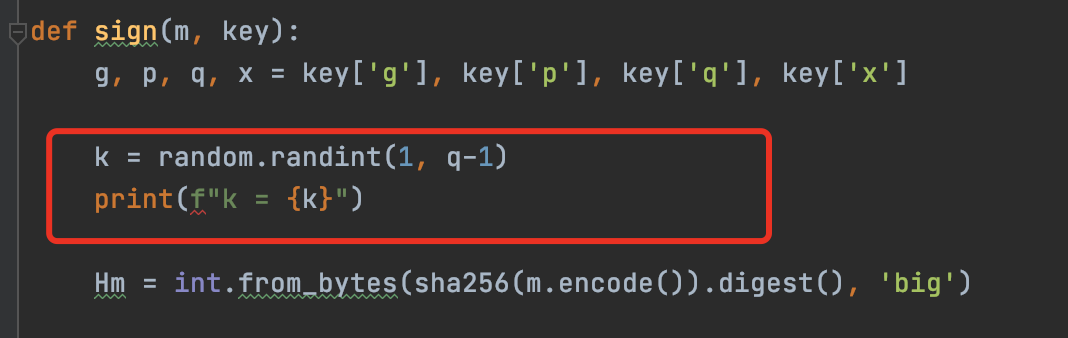 def sign(m, key):
    g, p, q, x = key['g'], key['p'], key['q'], key['x']
    k = random.randint(1, q-1)
    print(f"k = {k}")
    Hm = int.from_bytes(sha256(m.encode()).digest(), 'big')